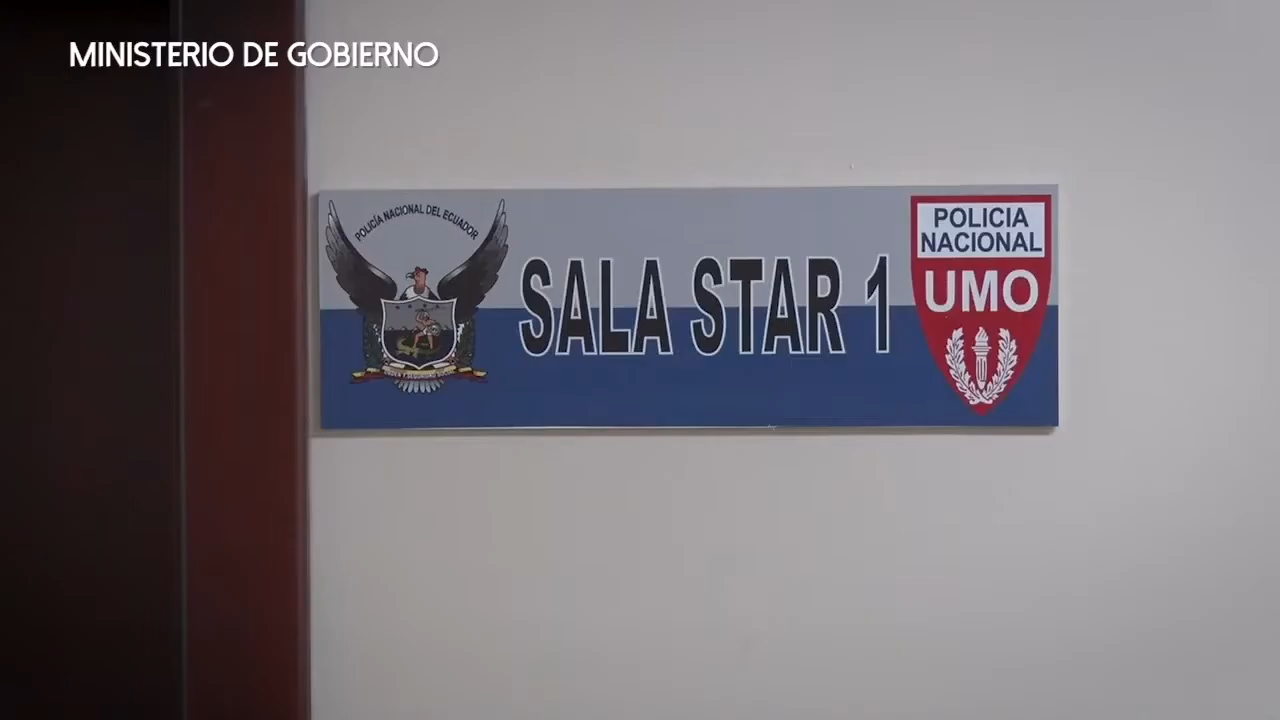 MINISTERIO DE GOBIERNO
POLICÍA NACIONAL DEL ECUADOR
SALA STAR 1
POLICIA
NACIONAL
UMO